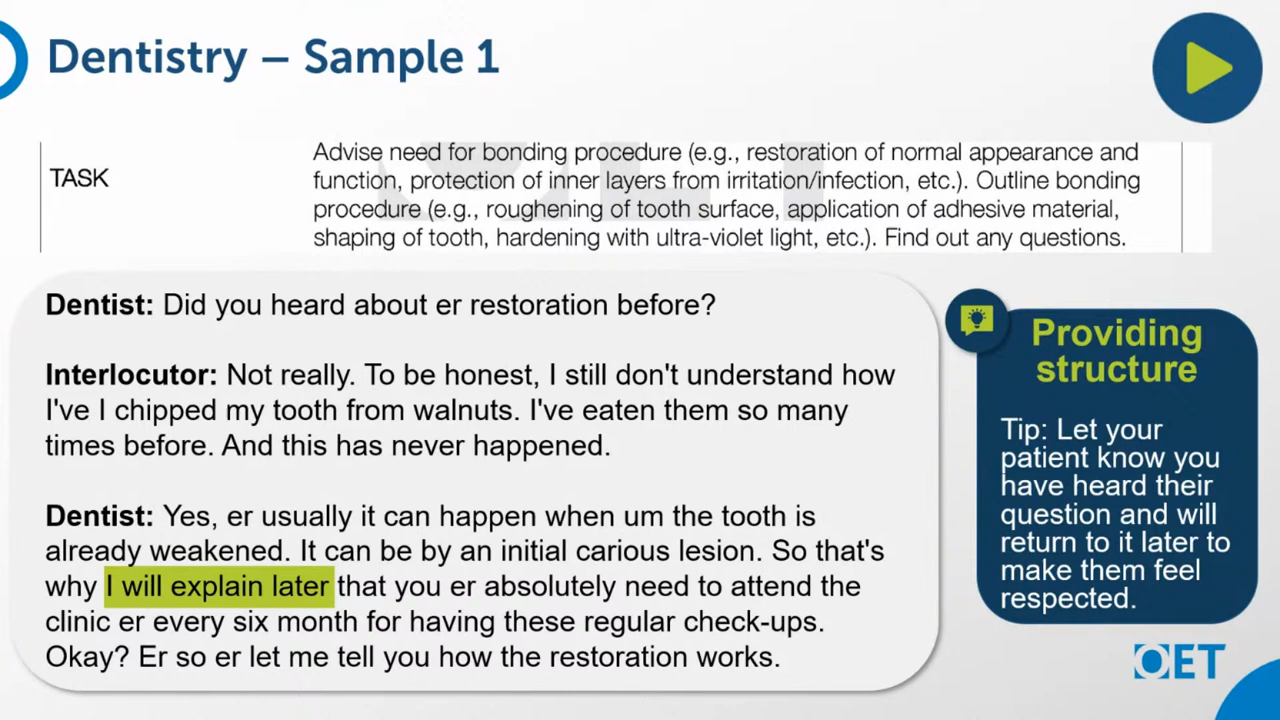 Dentistry – Sample 1
TASK
Advise need for bonding procedure (e.g., restoration of normal appearance and
function, protection of inner layers from irritation/infection, etc.). Outline bonding
procedure (e.g., roughening of tooth surface, application of adhesive material,
shaping of tooth, hardening with ultra-violet light, etc.). Find out any questions.
Dentist: Did you heard about er restoration before?
Interlocutor: Not really. To be honest, I still don't understand how
I've I chipped my tooth from walnuts. I've eaten them so many
times before. And this has never happened.
Dentist: Yes, er usually it can happen when um the tooth is
already weakened. It can be by an initial carious lesion. So that's
why I will explain later that you er absolutely need to attend the
clinic er every six month for having these regular check-ups.
Okay? Er so er let me tell you how the restoration works.
Providing
structure
Tip: Let your
patient know you
have heard their
question and will
return to it later to
make them feel
respected.
OET